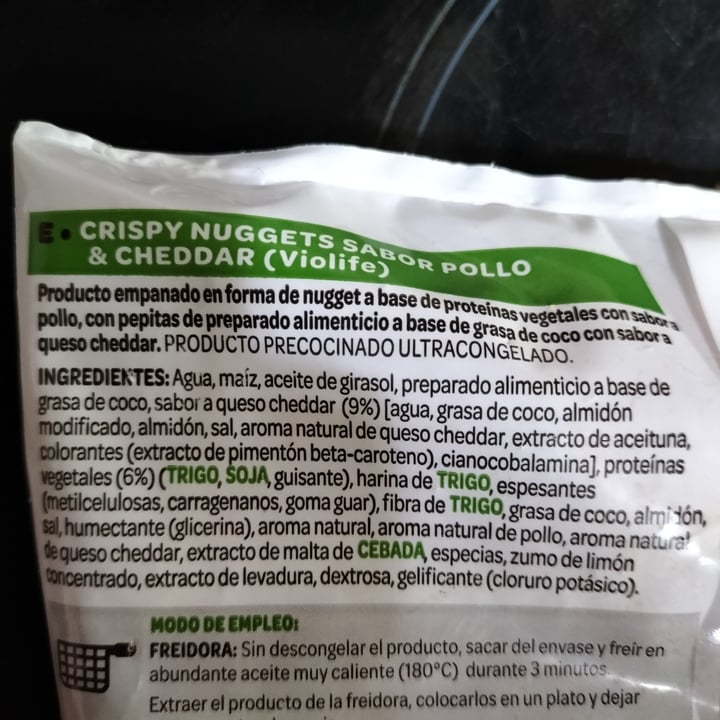 E • CRISPY NUGGETS SABOR POLLO
& CHEDDAR (Violife)
Producto empanado en forma de nugget a base de proteínas vegetales con sabor a
pollo, con pepitas de preparado alimenticio a base de grasa de coco con sabor a
queso cheddar. PRODUCTO PRECOCINADO ULTRACONGELADO.
INGREDIENTES: Agua, maíz, aceite de girasol, preparado alimenticio a base de
grasa de coco, sabor a queso cheddar (9%) [agua, grasa de coco, almidón
modificado, almidón, sal, aroma natural de queso cheddar, extracto de aceituna,
colorantes (extracto de pimentón beta-caroteno), cianocobalamina], proteínas
vegetales (6%) (TRIGO, SOJA, guisante), harina de TRIGO, espesantes
(metilcelulosas, carragenanos, goma guar), fibra de TRIGO, grasa de coco, almidón,
sal, humectante (glicerina), aroma natural, aroma natural de pollo, aroma natural
de queso cheddar, extracto de malta de CEBADA, especias, zumo de limón
concentrado, extracto de levadura, dextrosa, gelificante (cloruro potásico).
MODO DE EMPLEO:
FREIDORA: Sin descongelar el producto, sacar del envase y freír en
abundante aceite muy caliente (180°C) durante 3 minutos.
Extraer el producto de la freidora, colocarlos en un plato y dejar